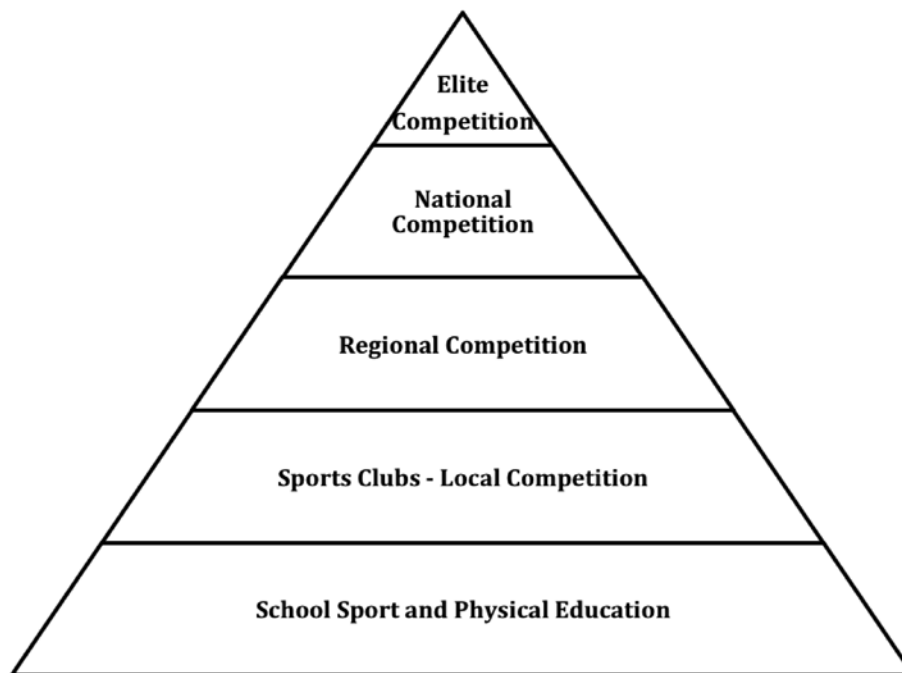 Elite
Competition
National
Competition
Regional Competition
Sports Clubs - Local Competition
School Sport and Physical Education